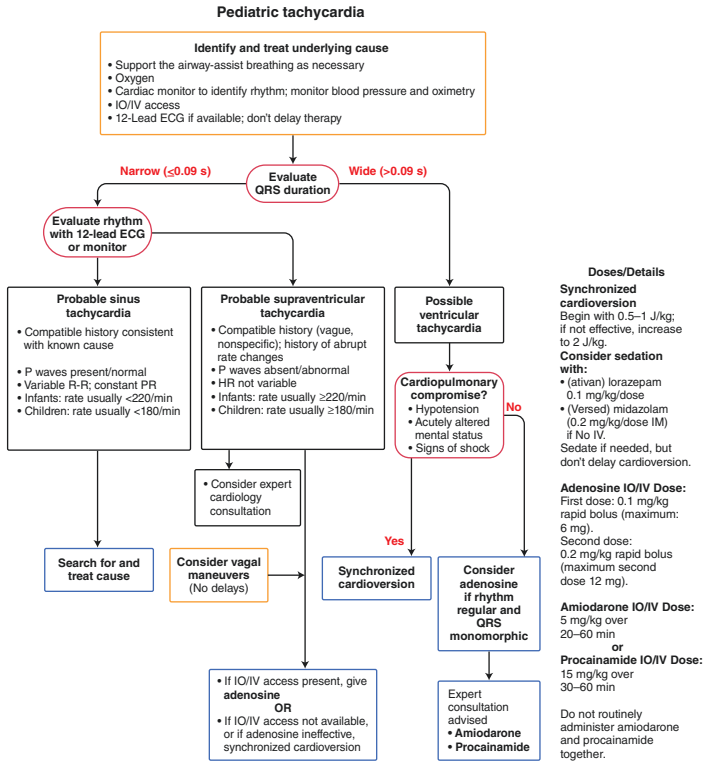 Pediatric tachycardia
Identify and treat underlying cause
• Support the airway-assist breathing as necessary
• Oxygen
• Cardiac monitor to identify rhythm; monitor blood pressure and oximetry
• IO/IV access
• 12-Lead ECG if available; don't delay therapy
Narrow (≤0.09 s)
Evaluate
QRS duration
Wide (>0.09 s)
Evaluate rhythm
with 12-lead ECG
or monitor
Probable sinus
tachycardia
• Compatible history consistent
with known cause
• P waves present/normal
• Variable R-R; constant PR
• Infants: rate usually <220/min
• Children: rate usually <180/min
Probable supraventricular
tachycardia
• Compatible history (vague,
nonspecific); history of abrupt
rate changes
• P waves absent/abnormal
• HR not variable
• Infants: rate usually ≥220/min
• Children: rate usually ≥180/min
Possible
ventricular
tachycardia
Cardiopulmonary
compromise?
• Hypotension
• Acutely altered
mental status
• Signs of shock
No
Yes
• Consider expert
cardiology
consultation
Search for and
treat cause
Consider vagal
maneuvers
(No delays)
Synchronized
cardioversion
Consider
adenosine
if rhythm
regular and
QRS
monomorphic
• If IO/IV access present, give
adenosine
OR
• If IO/IV access not available,
or if adenosine ineffective,
synchronized cardioversion
Expert
consultation
advised
• Amiodarone
• Procainamide
Doses/Details
Synchronized
cardioversion
Begin with 0.5–1 J/kg;
if not effective, increase
to 2 J/kg.
Consider sedation
with:
• (ativan) lorazepam
0.1 mg/kg/dose
• (Versed) midazolam
(0.2 mg/kg/dose IM)
if No IV.
Sedate if needed, but
don't delay cardioversion.
Adenosine IO/IV Dose:
First dose: 0.1 mg/kg
rapid bolus (maximum:
6 mg).
Second dose:
0.2 mg/kg rapid bolus
(maximum second
dose 12 mg).
Amiodarone IO/IV Dose:
5 mg/kg over
20–60 min
or
Procainamide IO/IV Dose:
15 mg/kg over
30–60 min
Do not routinely
administer amiodarone
and procainamide
together.